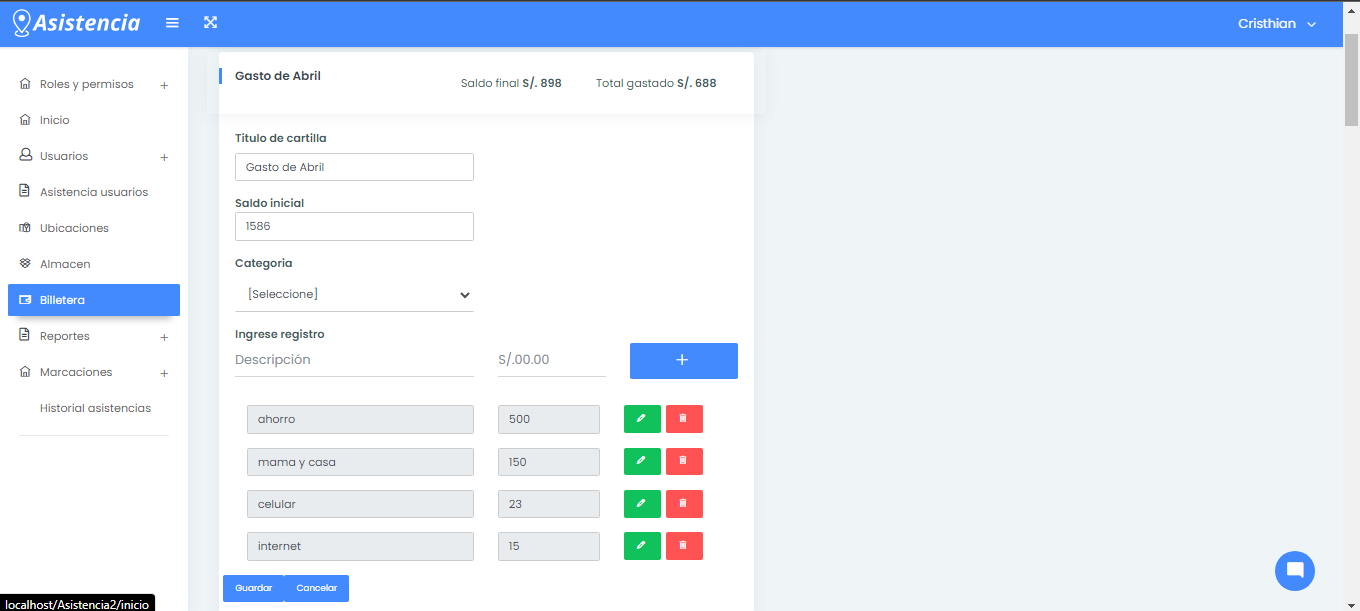 Asistencia
Cristhian
Roles y permisos +
Inicio
Usuarios +
Asistencia usuarios
Ubicaciones
Almacen
Billetera
Reportes +
Marcaciones +
Historial asistencias
Gasto de Abril
Saldo final S/. 898
Total gastado S/. 688
Titulo de cartilla
Gasto de Abril
Saldo inicial
1586
Categoria
[Seleccione]
Ingrese registro
Descripción S/.00.00 +
ahorro 500
mama y casa 150
celular 23
internet 15
Guardar Cancelar
localhost/Asistencia2/inicio